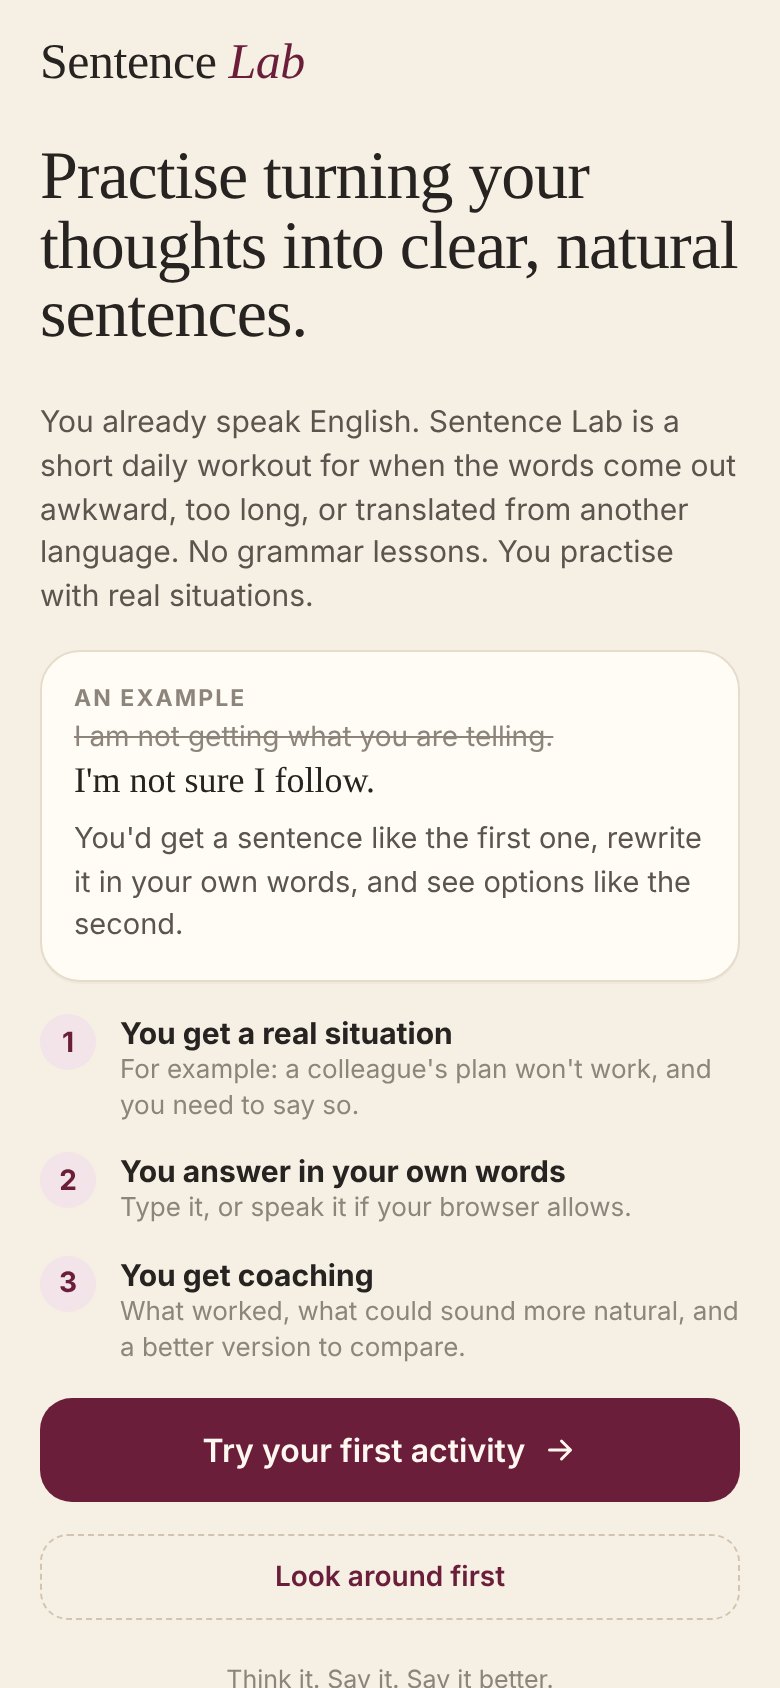 Sentence Lab
Practise turning your
thoughts into clear, natural
sentences.
You already speak English. Sentence Lab is a
short daily workout for when the words come out
awkward, too long, or translated from another
language. No grammar lessons. You practise
with real situations.
AN EXAMPLE
I am not getting what you are telling.
I'm not sure I follow.
You'd get a sentence like the first one, rewrite
it in your own words, and see options like the
second.
1
You get a real situation
For example: a colleague's plan won't work, and
you need to say so.
2
You answer in your own words
Type it, or speak it if your browser allows.
3
You get coaching
What worked, what could sound more natural, and
a better version to compare.
Try your first activity →
Look around first
Think it. Say it. Say it better.